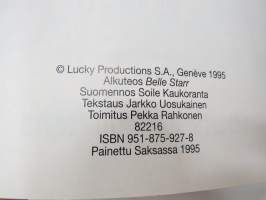 © Lucky Productions S.A., Genève 1995
Alkuteos Belle Starr
Suomennos Soile Kaukoranta
Tekstaus Jarkko Uosukainen
Toimitus Pekka Rahkonen
82216
ISBN 951-875-927-8
Painettu Saksassa 1995